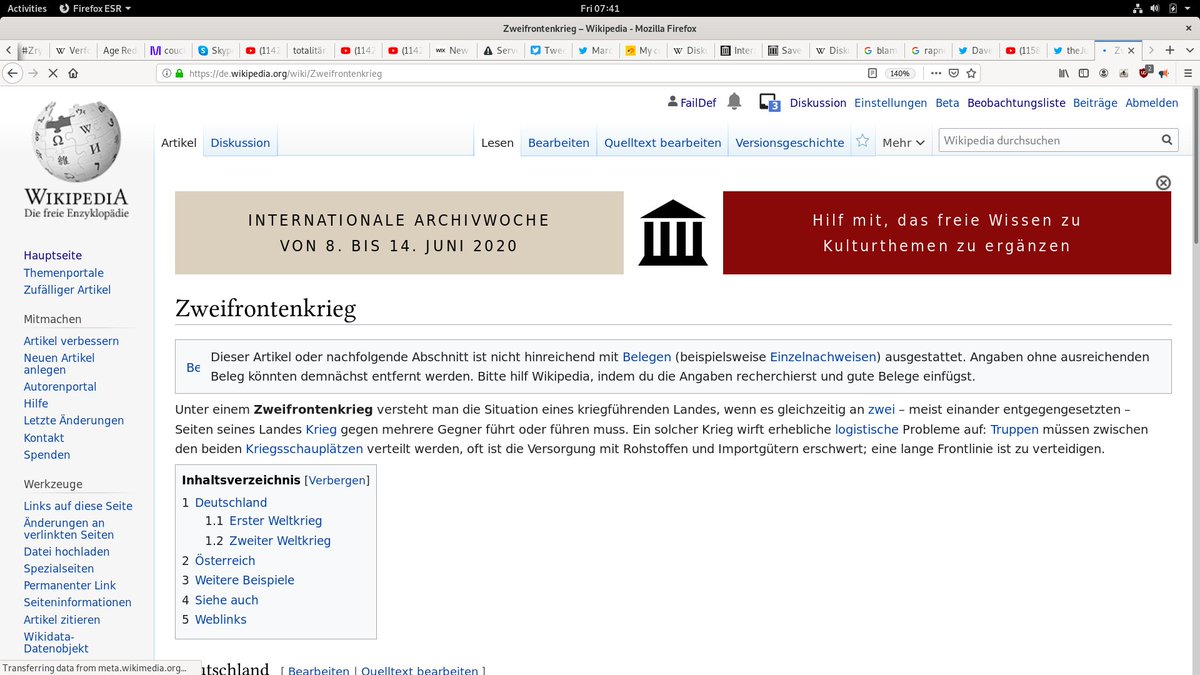 Activities Firefox ESR Fri 07:41
Zweifrontenkrieg – Wikipedia - Mozilla Firefox
#Zry Verf Age Red couc Skyp (1142 totalitär (1142 (1142 New Serv Twe Marc My c Disk Inter Save Disk blam rapn Dave (1158 theJu
https://de.wikipedia.org/wiki/Zweifrontenkrieg 140%
FailDef 3 Diskussion Einstellungen Beta Beobachtungsliste Beiträge Abmelden
Artikel Diskussion Lesen Bearbeiten Quelltext bearbeiten Versionsgeschichte Mehr Wikipedia durchsuchen
WIKIPEDIA
Die freie Enzyklopädie
Hauptseite
Themenportale
Zufälliger Artikel
Mitmachen
Artikel verbessern
Neuen Artikel
anlegen
Autorenportal
Hilfe
Letzte Änderungen
Kontakt
Spenden
Werkzeuge
Links auf diese Seite
Änderungen an
verlinkten Seiten
Datei hochladen
Spezialseiten
Permanenter Link
Seiteninformationen
Artikel zitieren
Wikidata-
Datenobjekt
INTERNATIONALE ARCHIVWOCHE
VON 8. BIS 14. JUNI 2020
Hilf mit, das freie Wissen zu
Kulturthemen zu ergänzen
Zweifrontenkrieg
Be
Dieser Artikel oder nachfolgende Abschnitt ist nicht hinreichend mit Belegen (beispielsweise Einzelnachweisen) ausgestattet. Angaben ohne ausreichenden
Beleg könnten demnächst entfernt werden. Bitte hilf Wikipedia, indem du die Angaben recherchierst und gute Belege einfügst.
Unter einem Zweifrontenkrieg versteht man die Situation eines kriegführenden Landes, wenn es gleichzeitig an zwei – meist einander entgegengesetzten –
Seiten seines Landes Krieg gegen mehrere Gegner führt oder führen muss. Ein solcher Krieg wirft erhebliche logistische Probleme auf: Truppen müssen zwischen
den beiden Kriegsschauplätzen verteilt werden, oft ist die Versorgung mit Rohstoffen und Importgütern erschwert; eine lange Frontlinie ist zu verteidigen.
Inhaltsverzeichnis [Verbergen]
1 Deutschland
1.1 Erster Weltkrieg
1.2 Zweiter Weltkrieg
2 Österreich
3 Weitere Beispiele
4 Siehe auch
5 Weblinks
utschland [ Bearbeiten | Quelltext bearbeiten ]
Transferring data from meta.wikimedia.org...